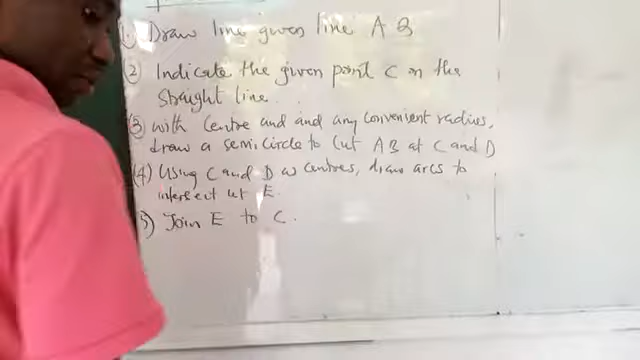 1. Draw line given line A B
(2) Indicate the given point C on the
straight line.
(3) with Centre and and any convenient radius,
draw a semicircle to Cut AB at C and D
(4) Using C and D as centres, draw arcs to
intersect at E.
5) Join E to C.